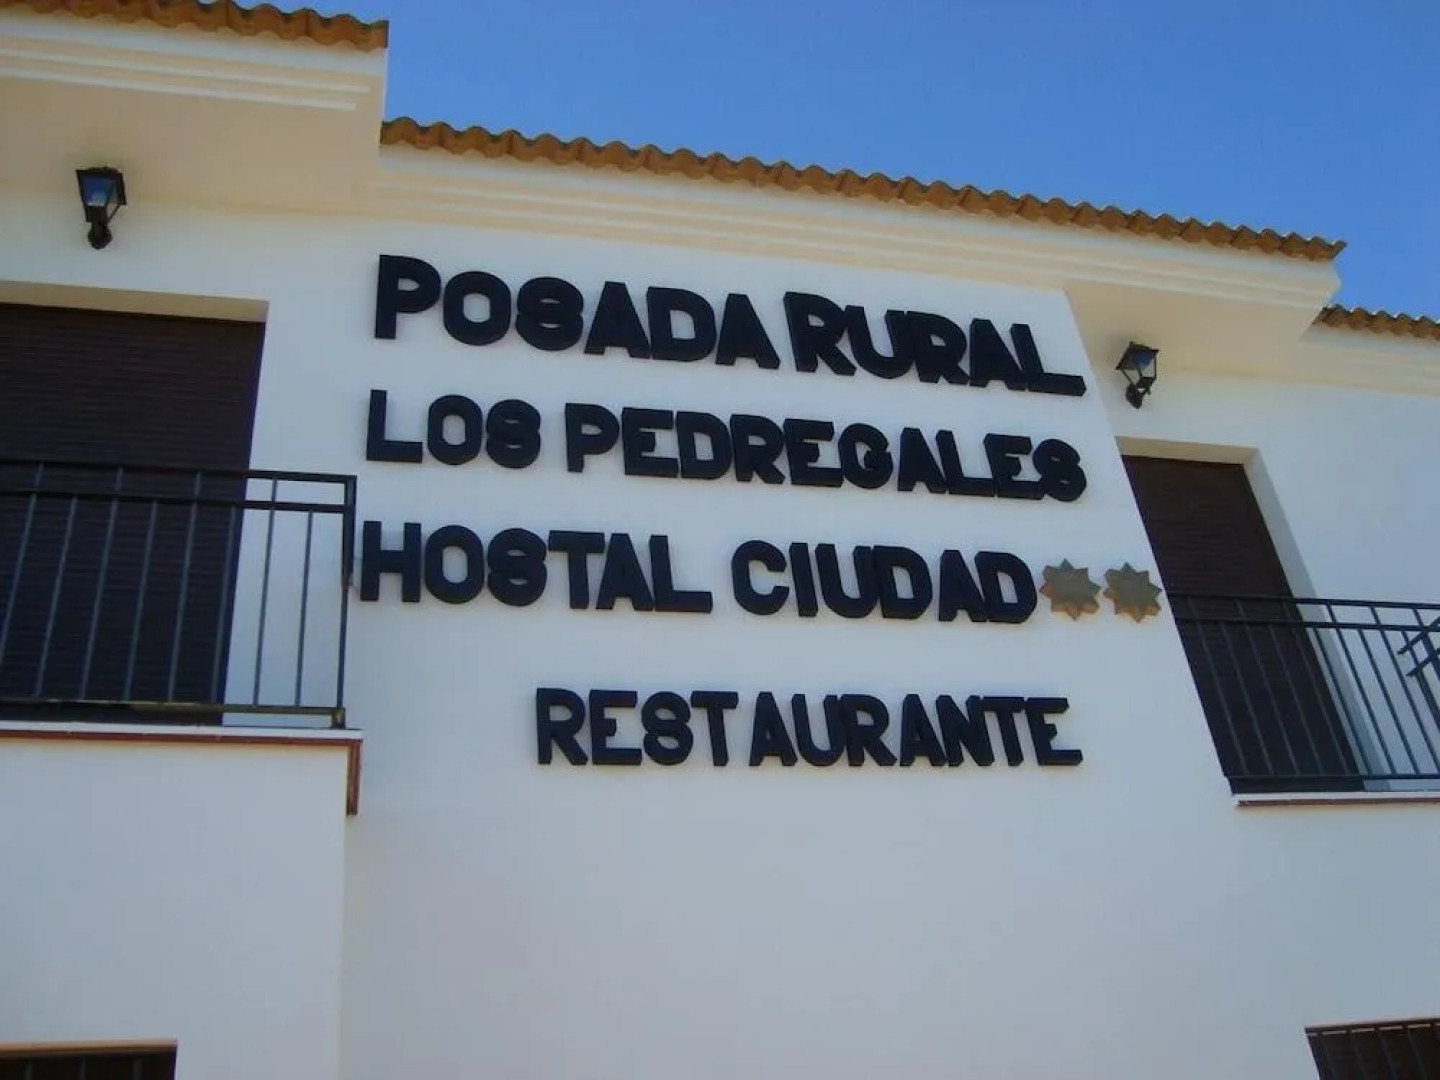 POSADA RURAL
LOS PEDREGALES
HOSTAL CIUDAD
RESTAURANTE